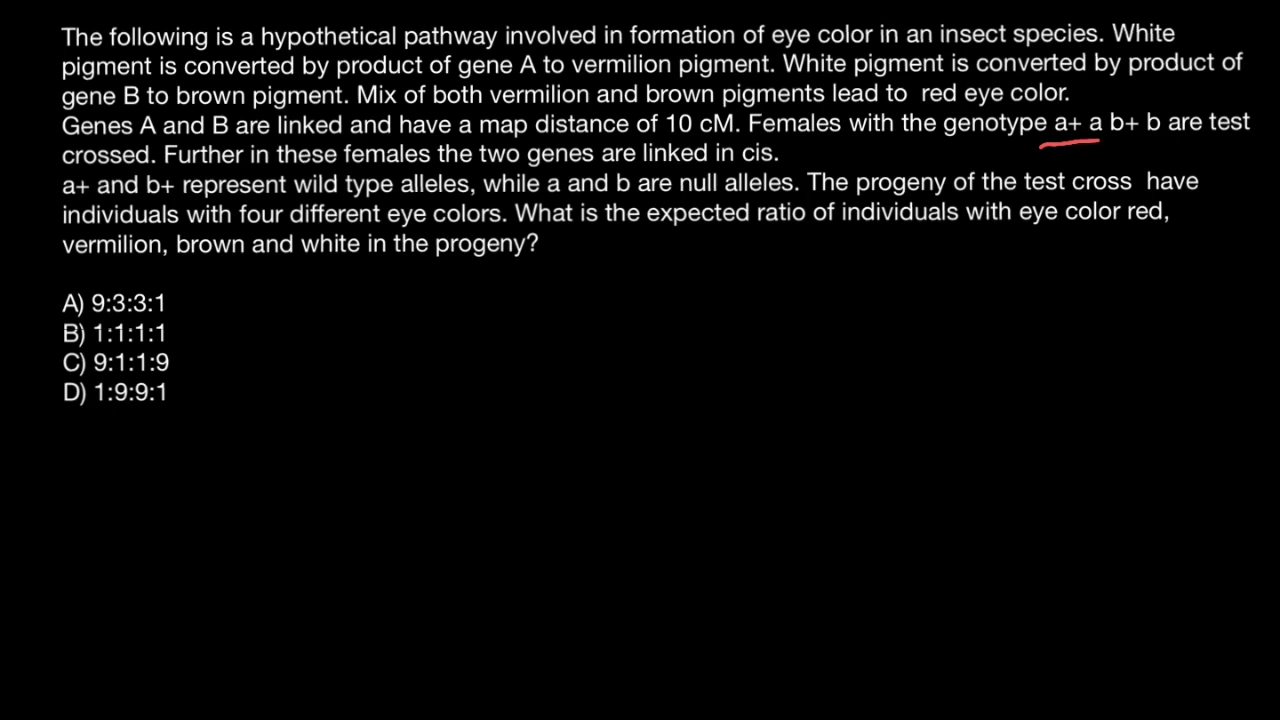 The following is a hypothetical pathway involved in formation of eye color in an insect species. White
pigment is converted by product of gene A to vermilion pigment. White pigment is converted by product of
gene B to brown pigment. Mix of both vermilion and brown pigments lead to red eye color.
Genes A and B are linked and have a map distance of 10 cM. Females with the genotype a+ a b+ b are test
crossed. Further in these females the two genes are linked in cis.
a+ and b+ represent wild type alleles, while a and b are null alleles. The progeny of the test cross have
individuals with four different eye colors. What is the expected ratio of individuals with eye color red,
vermilion, brown and white in the progeny?
A) 9:3:3:1
B) 1:1:1:1
C) 9:1:1:9
D) 1:9:9:1